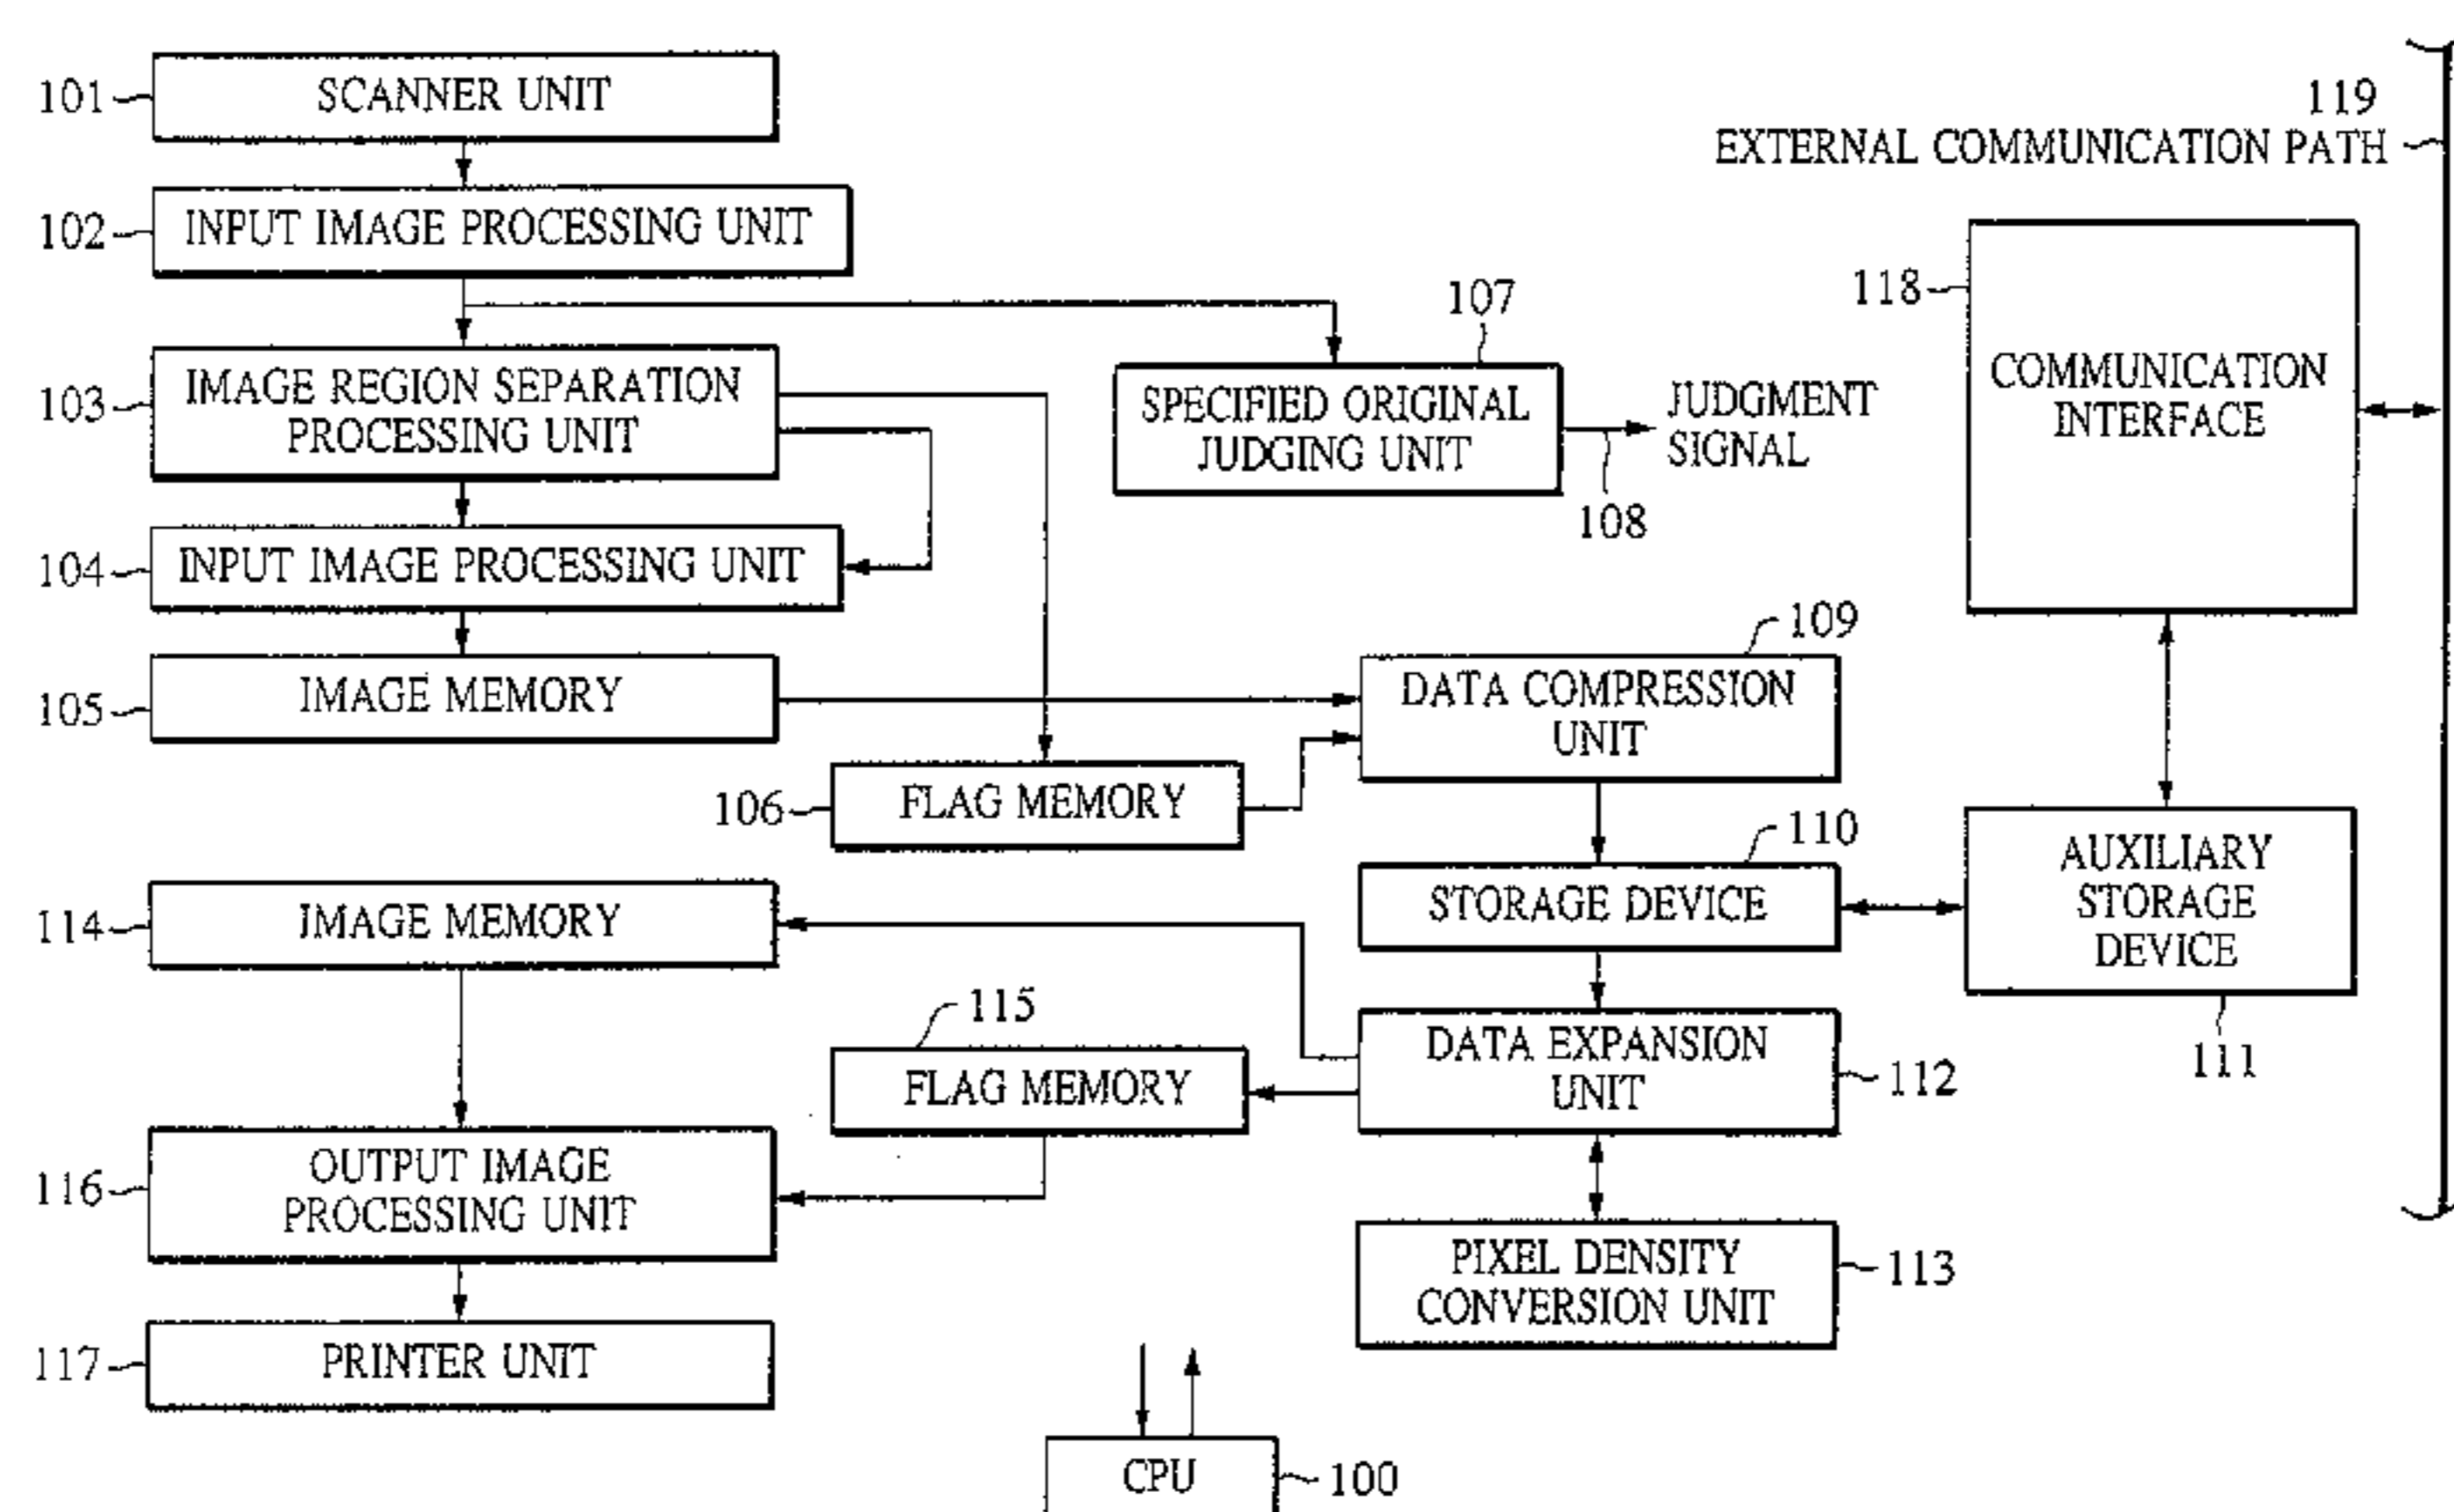 101
SCANNER UNIT
119
EXTERNAL COMMUNICATION PATH
102
INPUT IMAGE PROCESSING UNIT
118
COMMUNICATION
INTERFACE
107
103
IMAGE REGION SEPARATION
PROCESSING UNIT
SPECIFIED ORIGINAL
JUDGING UNIT
JUDGMENT
SIGNAL
108
104
INPUT IMAGE PROCESSING UNIT
109
105
IMAGE MEMORY
DATA COMPRESSION
UNIT
106
FLAG MEMORY
110
114
IMAGE MEMORY
STORAGE DEVICE
AUXILIARY
STORAGE
DEVICE
111
115
FLAG MEMORY
DATA EXPANSION
UNIT
112
116
OUTPUT IMAGE
PROCESSING UNIT
PIXEL DENSITY
CONVERSION UNIT
113
117
PRINTER UNIT
CPU
100